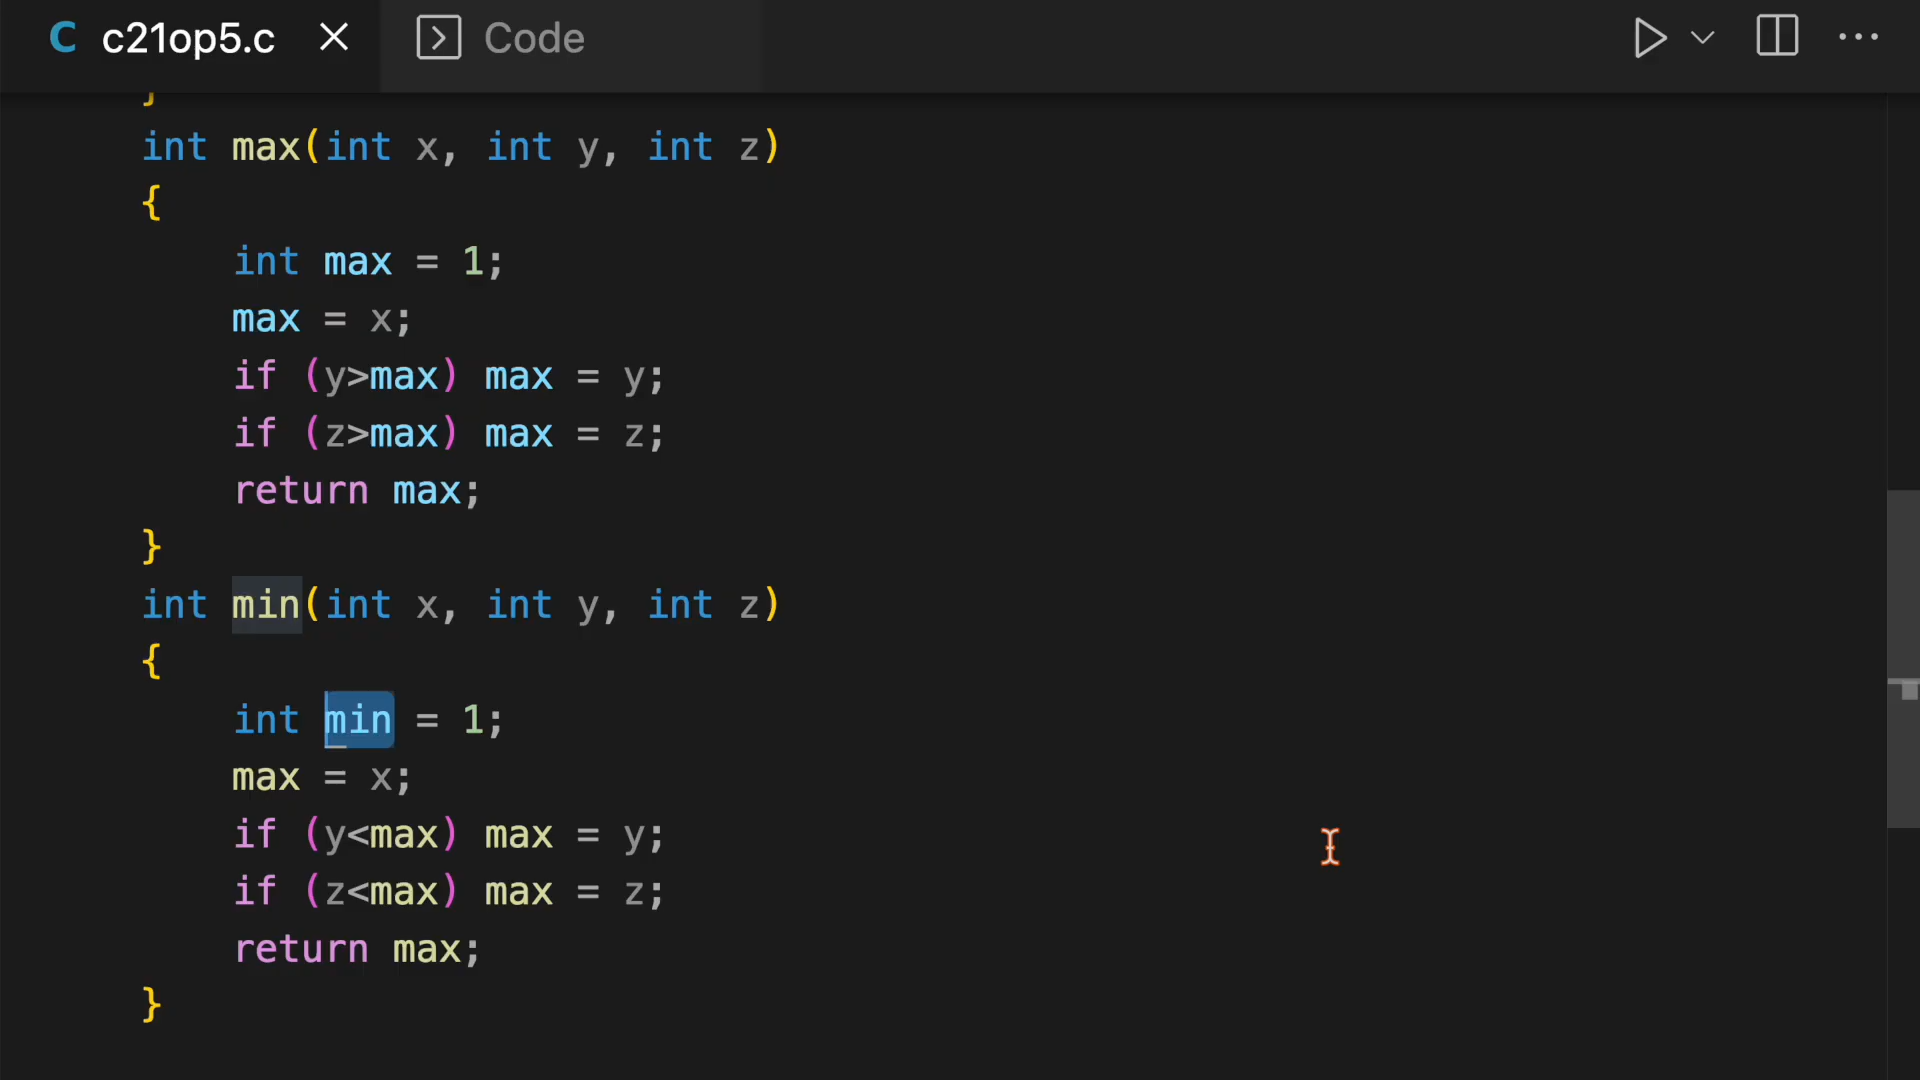 C c21op5.c Code
}
int max(int x, int y, int z)
{
int max = 1;
max = x;
if (y>max) max = y;
if (z>max) max = z;
return max;
}
int min(int x, int y, int z)
{
int min = 1;
max = x;
if (y<max) max = y;
if (z<max) max = z;
return max;
}